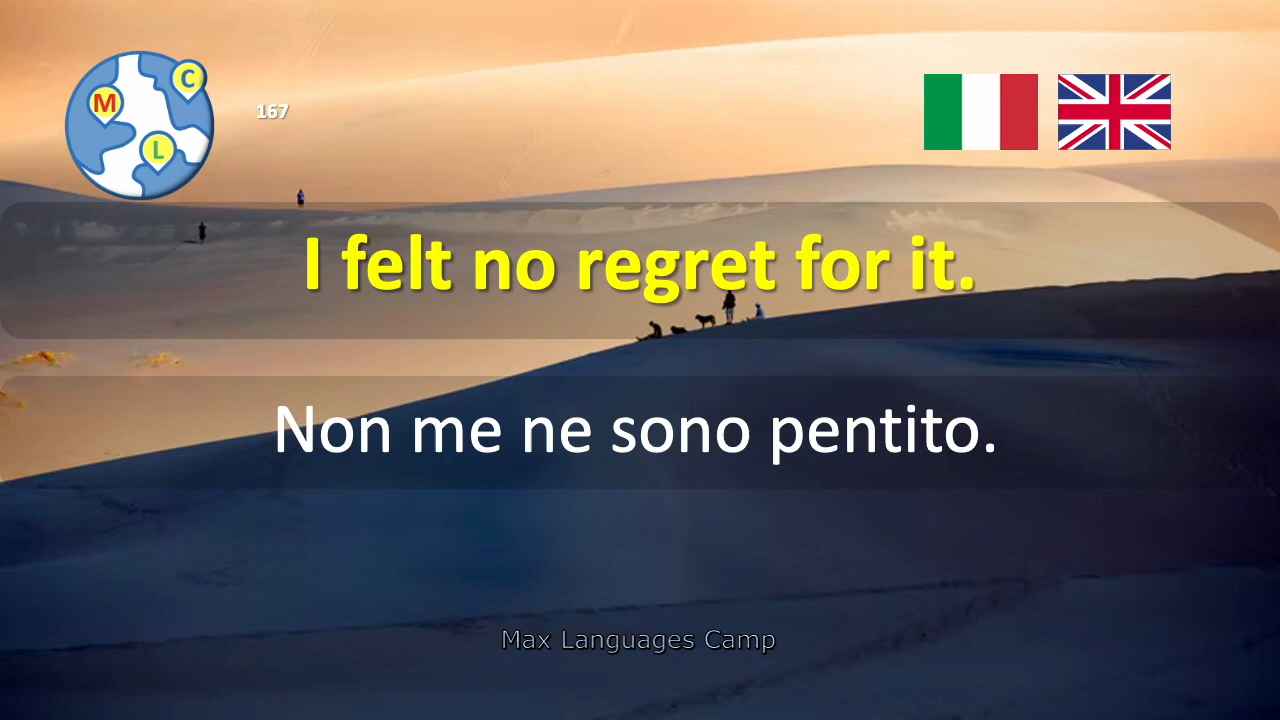 M
C
L
167
I felt no regret for it.
Non me ne sono pentito.
Max Languages Camp